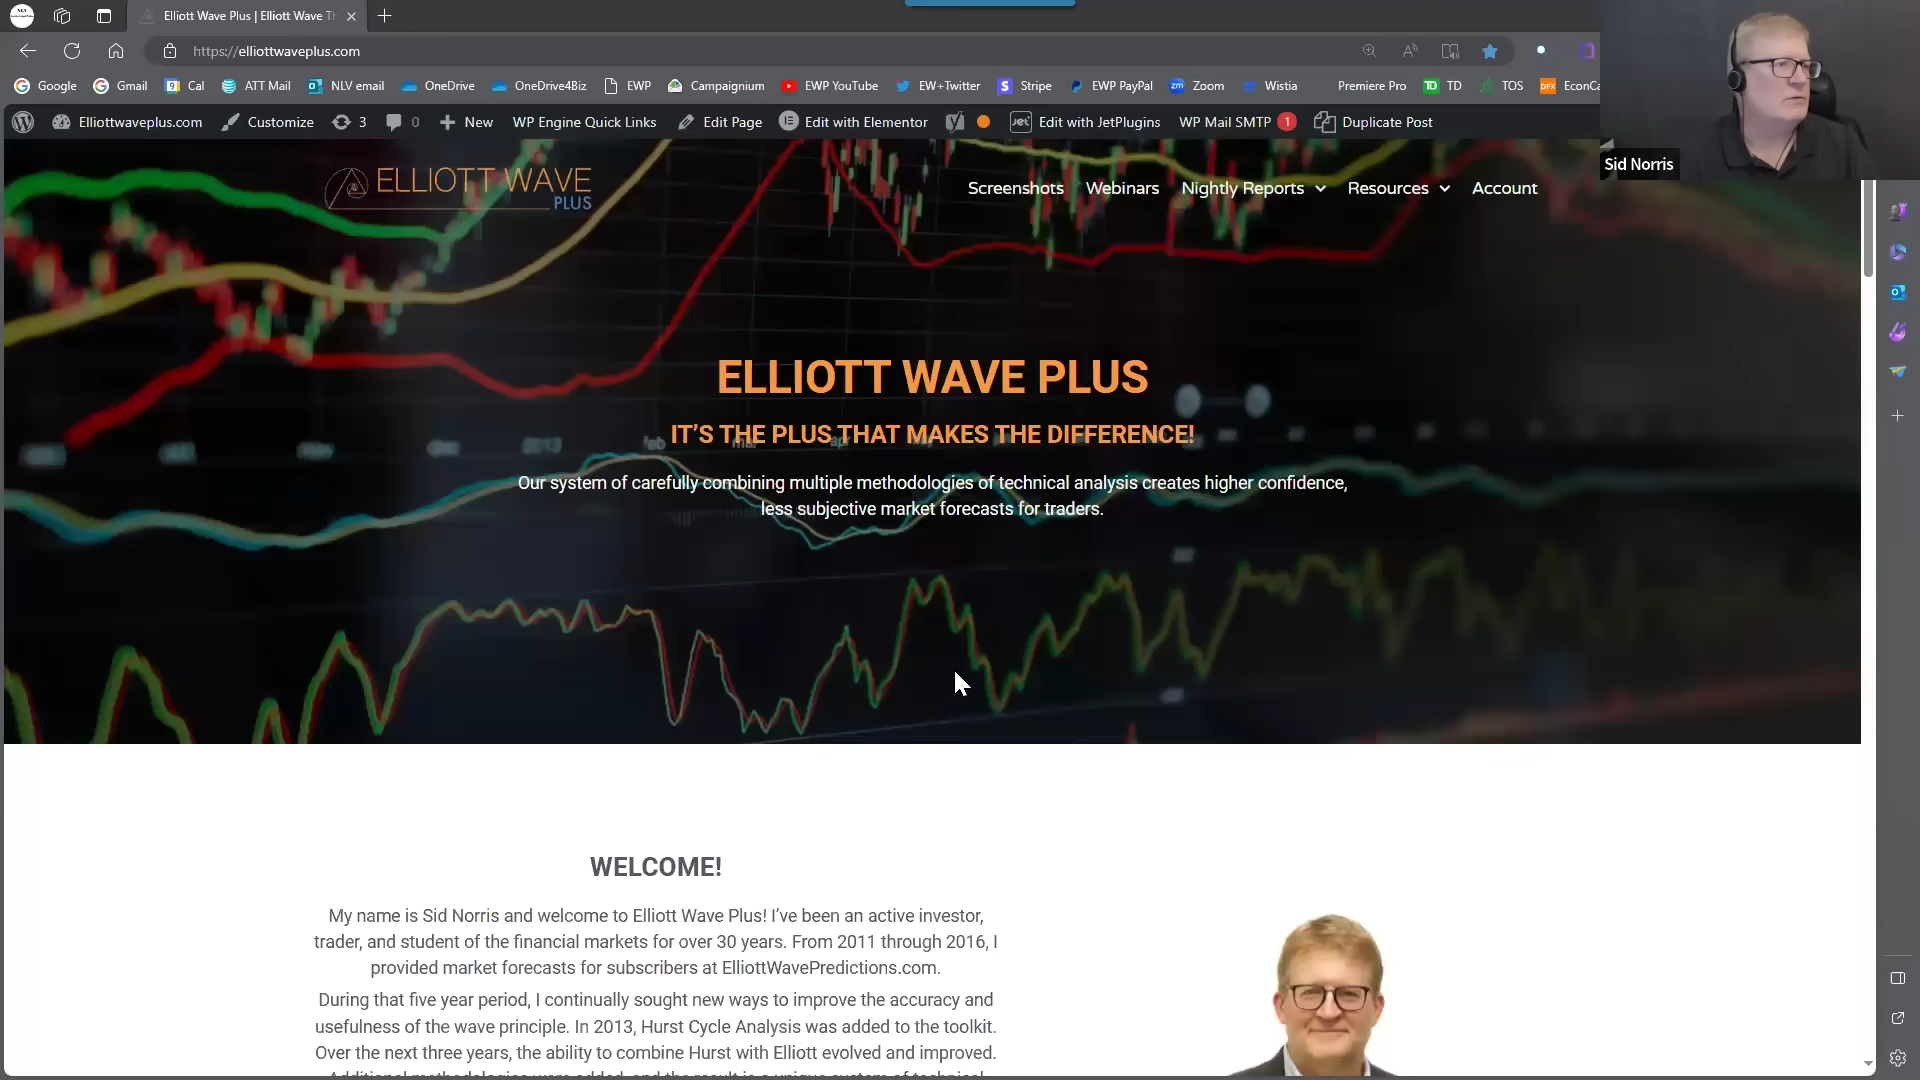 Elliott Wave Plus | Elliott Wave Th
https://elliottwaveplus.com
Google Gmail Cal ATT Mail NLV email OneDrive OneDrive4Biz EWP Campaignium EWP YouTube EW+Twitter Stripe EWP PayPal Zoom Wistia Premiere Pro TD TOS EconCa
Elliottwaveplus.com Customize 3 0 New WP Engine Quick Links Edit Page Edit with Elementor Edit with JetPlugins WP Mail SMTP 1 Duplicate Post
Sid Norris
ELLIOTT WAVE
PLUS
Screenshots Webinars Nightly Reports Resources Account
ELLIOTT WAVE PLUS
IT’S THE PLUS THAT MAKES THE DIFFERENCE!
Our system of carefully combining multiple methodologies of technical analysis creates higher confidence,
less subjective market forecasts for traders.
WELCOME!
My name is Sid Norris and welcome to Elliott Wave Plus! I’ve been an active investor,
trader, and student of the financial markets for over 30 years. From 2011 through 2016, I
provided market forecasts for subscribers at ElliottWavePredictions.com.
During that five year period, I continually sought new ways to improve the accuracy and
usefulness of the wave principle. In 2013, Hurst Cycle Analysis was added to the toolkit.
Over the next three years, the ability to combine Hurst with Elliott evolved and improved.